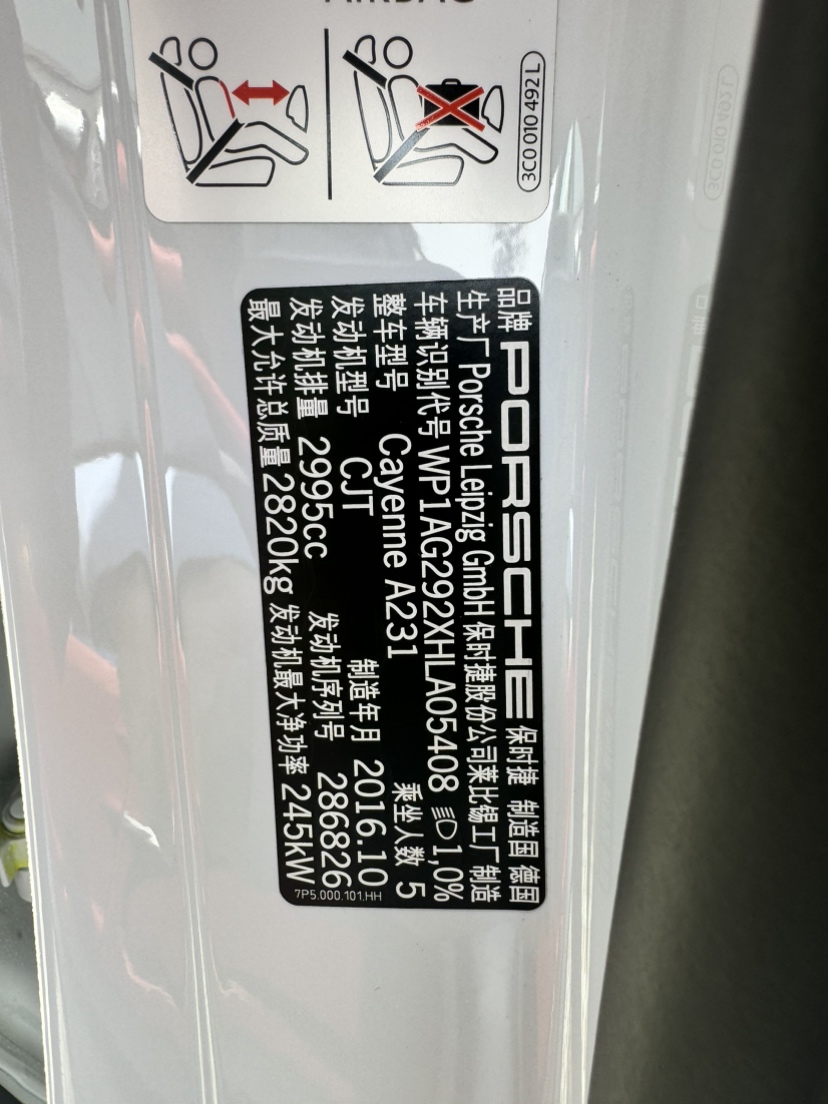 AIRBAG
3C0 010 492 L
品牌 PORSCHE 保时捷 制造国 德国
生产厂 Porsche Leipzig GmbH 保时捷股份公司莱比锡工厂制造
车辆识别代号 WP1AG292XHLA05408 1,0%
整车型号 Cayenne A231 乘坐人数 5
发动机型号 CJT 制造年月 2016.10
发动机排量 2995cc 发动机序列号 286826
最大允许总质量 2820kg 发动机最大净功率 245kW
7P5.000.101.HH